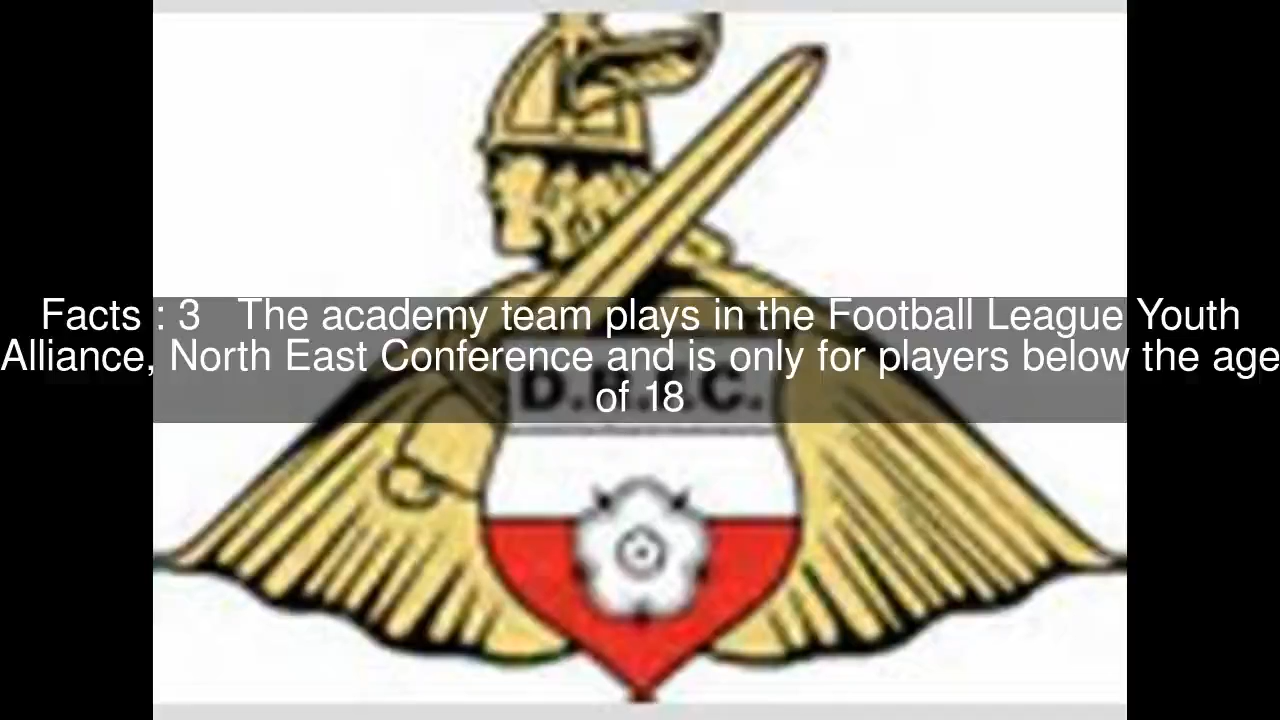 Facts : 3   The academy team plays in the Football League Youth
Alliance, North East Conference and is only for players below the age
of 18
D.R.F.C.